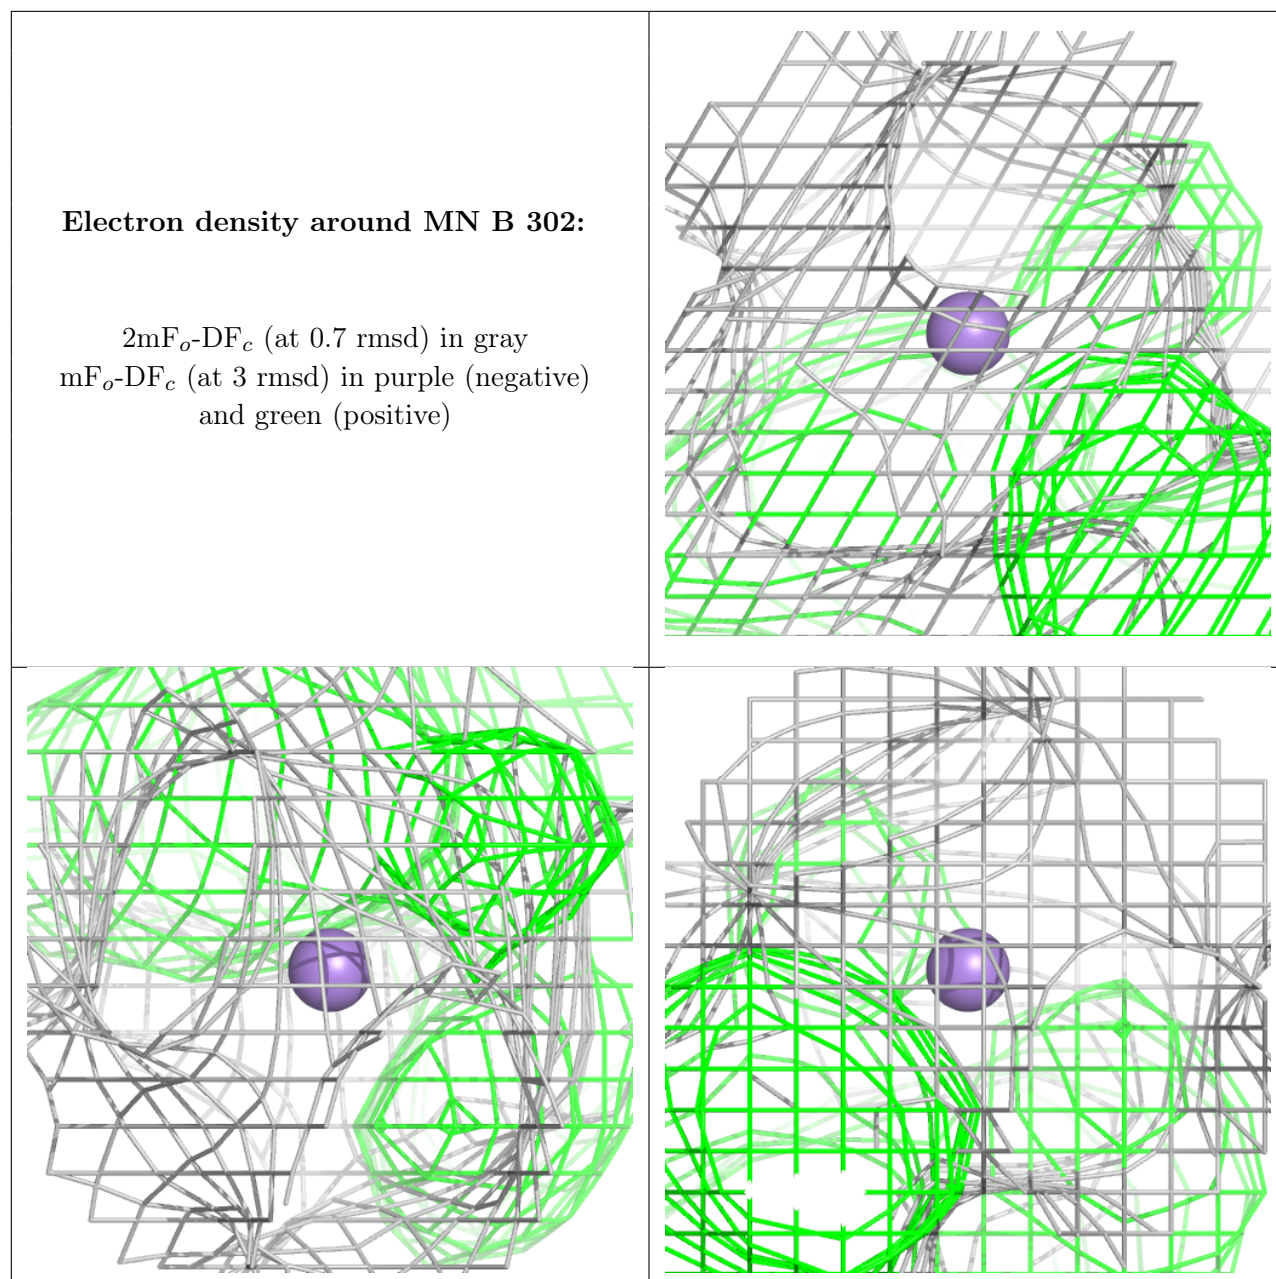 Electron density around MN B 302:
2mFo-DFc (at 0.7 rmsd) in gray
mFo-DFc (at 3 rmsd) in purple (negative)
and green (positive)